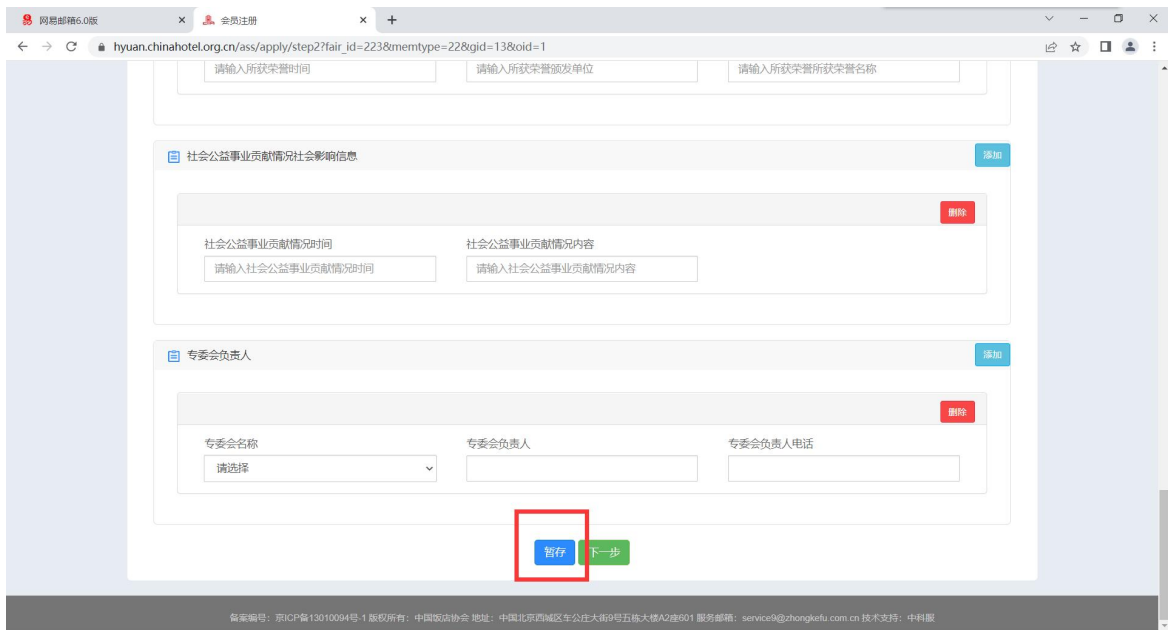 网易邮箱6.0版
会员注册
hyuan.chinahotel.org.cn/ass/apply/step2?fair_id=223&memtype=22&gid=13&oid=1
请输入所获荣誉时间 请输入所获荣誉颁发单位 请输入所获荣誉所获荣誉名称
社会公益事业贡献情况社会影响信息 添加
删除
社会公益事业贡献情况时间 社会公益事业贡献情况内容
请输入社会公益事业贡献情况时间 请输入社会公益事业贡献情况内容
专委会负责人 添加
删除
专委会名称 专委会负责人 专委会负责人电话
请选择
暂存 下一步
备案编号：京ICP备13010094号-1 版权所有：中国饭店协会 地址：中国北京西城区车公庄大街9号五栋大楼A2座601 服务邮箱：service9@zhongkefu.com.cn 技术支持：中科服